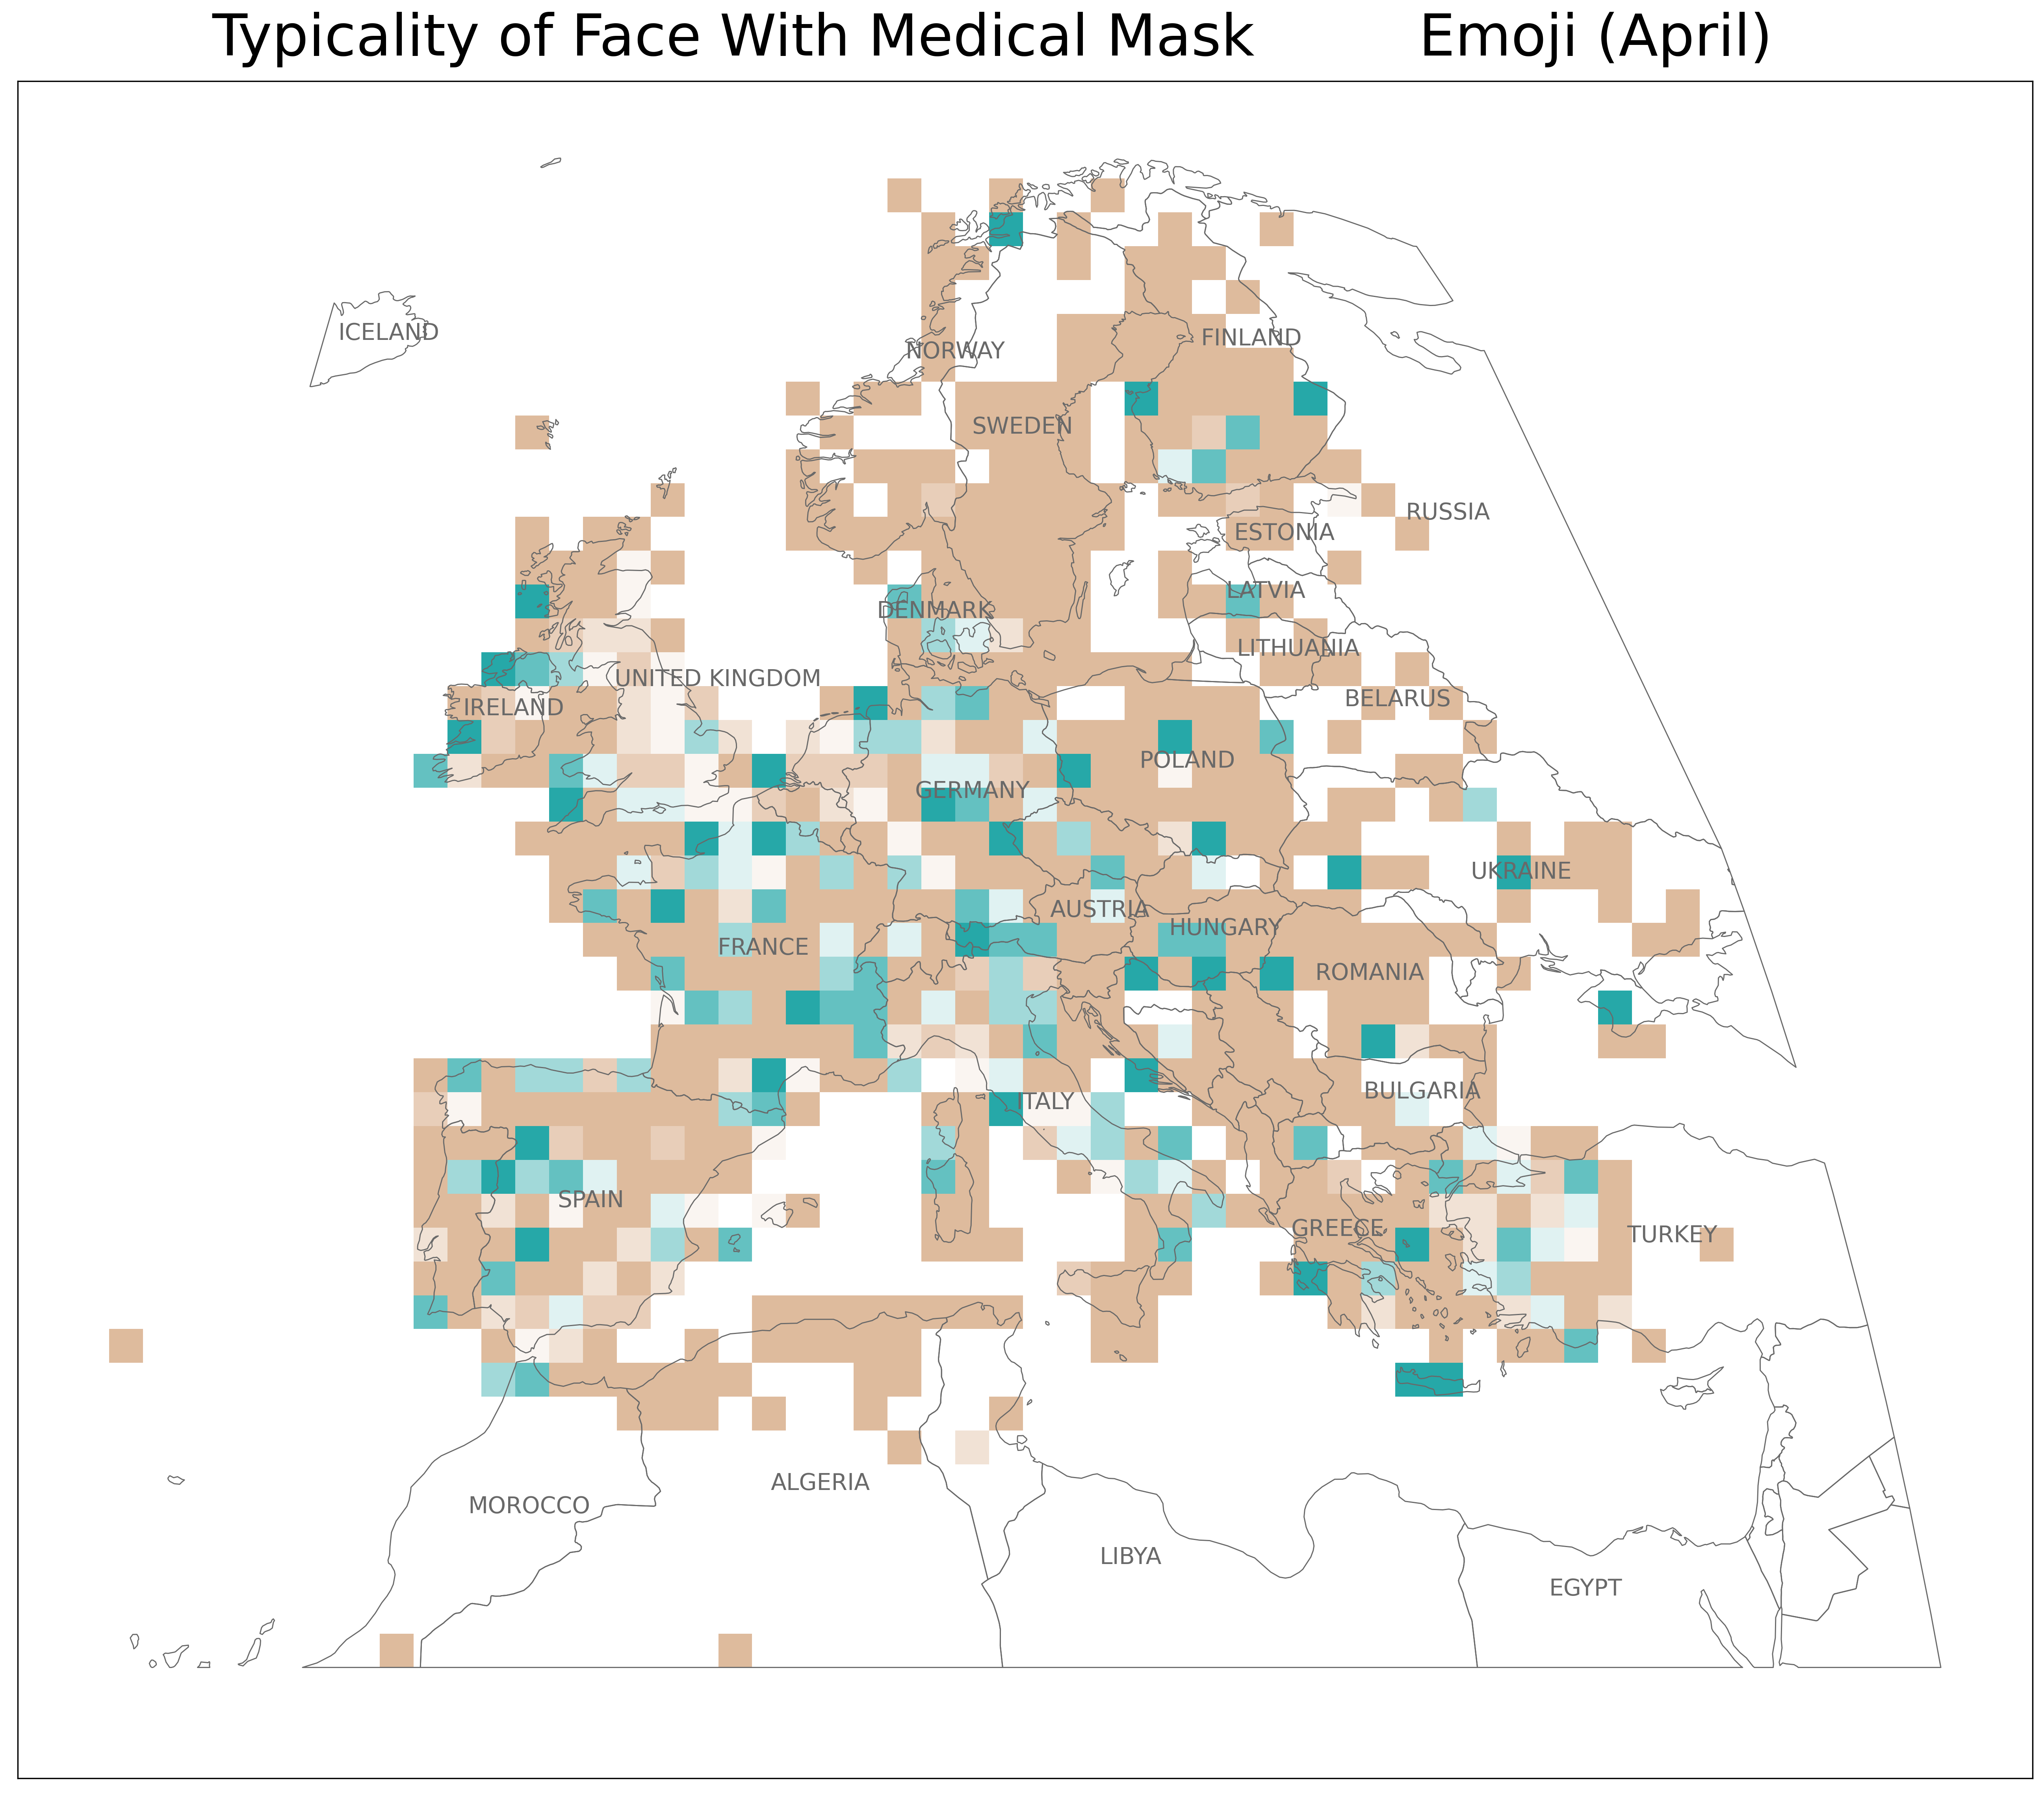 Typicality of Face With Medical Mask Emoji (April)
ICELAND
FINLAND
NORWAY
SWEDEN
RUSSIA
ESTONIA
LATVIA
DENMARK
LITHUANIA
UNITED KINGDOM
BELARUS
IRELAND
POLAND
GERMANY
UKRAINE
AUSTRIA
HUNGARY
FRANCE
ROMANIA
BULGARIA
ITALY
SPAIN
GREECE
TURKEY
ALGERIA
MOROCCO
LIBYA
EGYPT